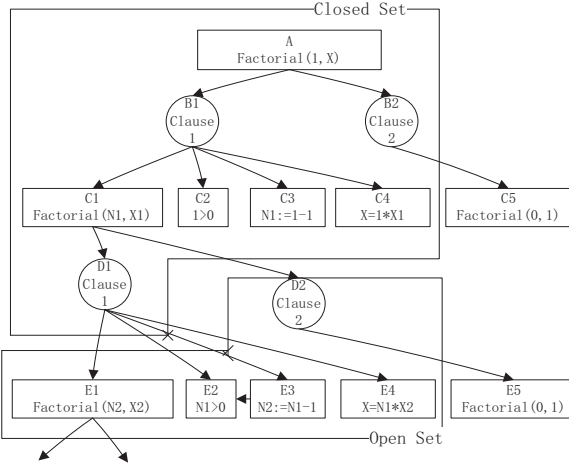 Closed Set
A
Factorial(1,X)
B1
Clause
1
B2
Clause
2
C1
Factorial(N1,X1)
C2
1>0
C3
N1:=1-1
C4
X=1*X1
C5
Factorial(0,1)
D1
Clause
1
D2
Clause
2
E1
Factorial(N2,X2)
E2
N1>0
E3
N2:=N1-1
E4
X=N1*X2
E5
Factorial(0,1)
Open Set